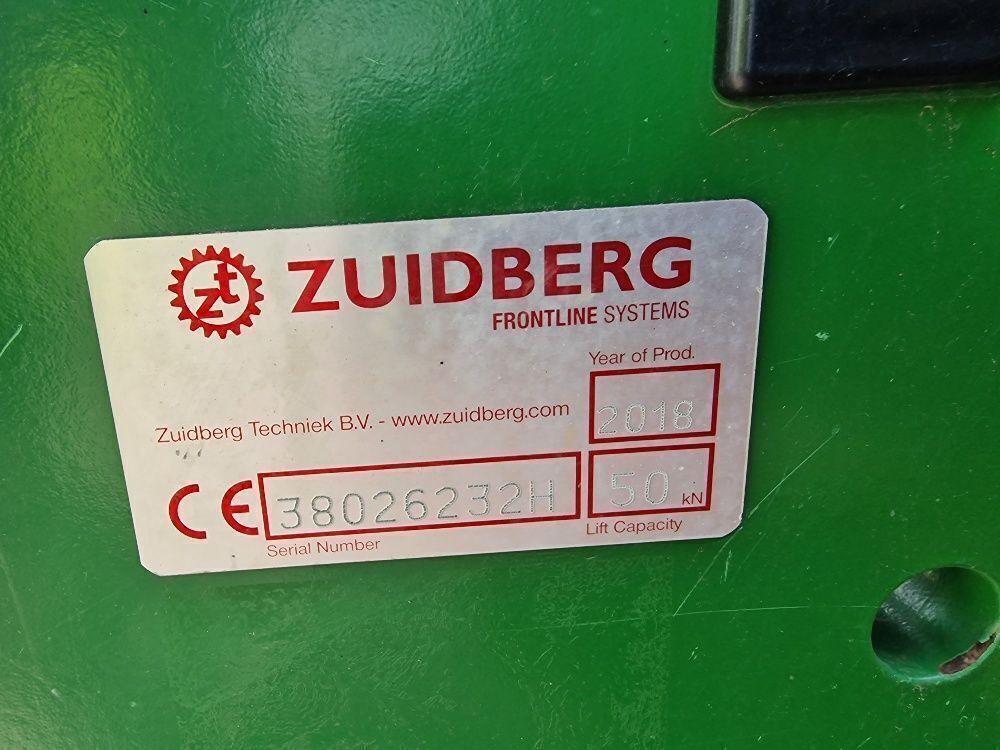 zt ZUIDBERG
FRONTLINE SYSTEMS
Year of Prod.
2018
Zuidberg Techniek B.V. - www.zuidberg.com
CE 38026232H 50 kN
Serial Number
Lift Capacity